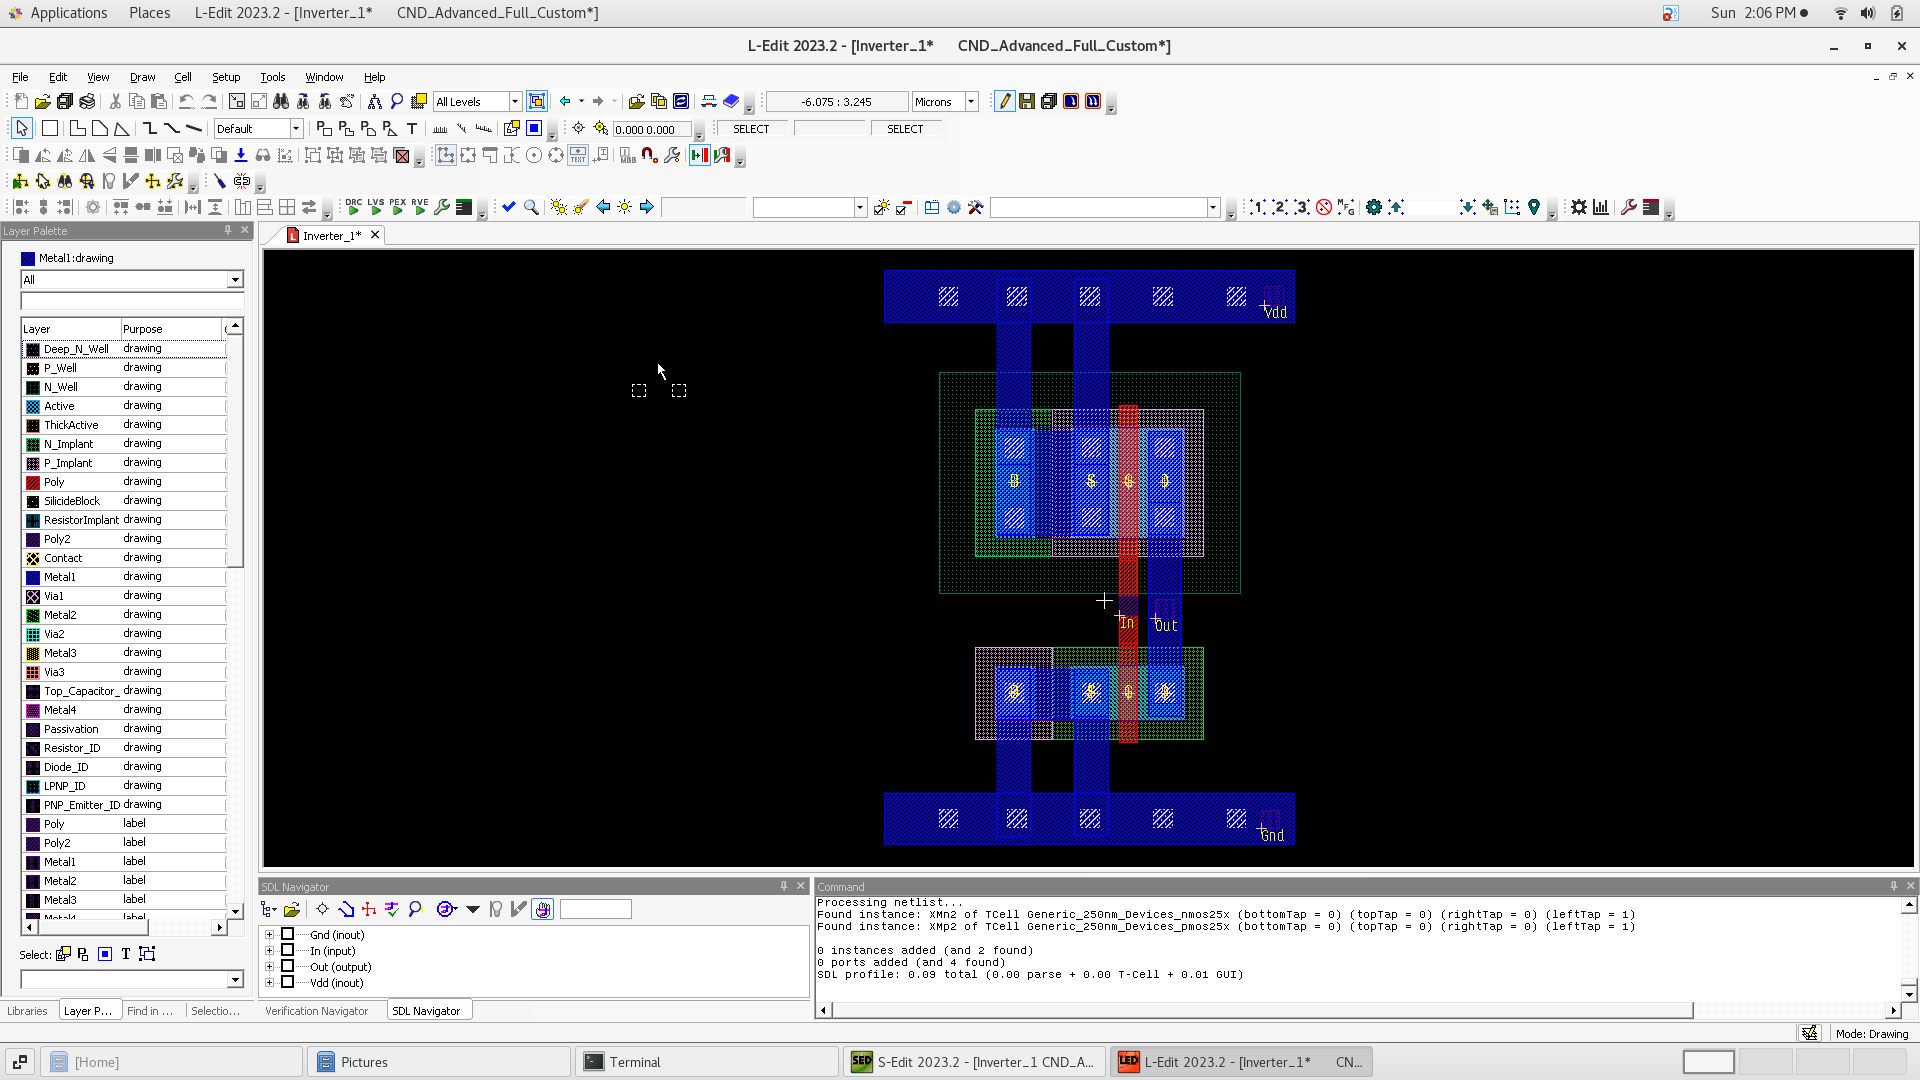 Applications
Places
L-Edit 2023.2 - [Inverter_1*      CND_Advanced_Full_Custom*]
Sun 2:06 PM
L-Edit 2023.2 - [Inverter_1*      CND_Advanced_Full_Custom*]
File Edit View Draw Cell Setup Tools Window Help
All Levels
-6.075 : 3.245
Microns
Default
0.000 0.000
SELECT
SELECT
TEXT
MBB
DRC LVS PEX RVE
Layer Palette
Inverter_1*
Metal1:drawing
All
Layer Purpose
Deep_N_Well drawing
P_Well drawing
N_Well drawing
Active drawing
ThickActive drawing
N_Implant drawing
P_Implant drawing
Poly drawing
SilicideBlock drawing
ResistorImplant drawing
Poly2 drawing
Contact drawing
Metal1 drawing
Via1 drawing
Metal2 drawing
Via2 drawing
Metal3 drawing
Via3 drawing
Top_Capacitor_ drawing
Metal4 drawing
Passivation drawing
Resistor_ID drawing
Diode_ID drawing
LPNP_ID drawing
PNP_Emitter_ID drawing
Poly label
Poly2 label
Metal1 label
Metal2 label
Metal3 label
Metal4 label
Select:
Libraries
Layer P...
Find in ...
Selectio...
Vdd
B S G D
In
Out
S G
Gnd
SDL Navigator
Gnd (inout)
In (input)
Out (output)
Vdd (inout)
Verification Navigator
SDL Navigator
Command
Processing netlist...
Found instance: XMn2 of TCell Generic_250nm_Devices_nmos25x (bottomTap = 0) (topTap = 0) (rightTap = 0) (leftTap = 1)
Found instance: XMp2 of TCell Generic_250nm_Devices_pmos25x (bottomTap = 0) (topTap = 0) (rightTap = 0) (leftTap = 1)
0 instances added (and 2 found)
0 ports added (and 4 found)
SDL profile: 0.09 total (0.00 parse + 0.00 T-Cell + 0.01 GUI)
Mode: Drawing
[Home]
Pictures
Terminal
S-Edit 2023.2 - [Inverter_1 CND_A...
L-Edit 2023.2 - [Inverter_1*      CN...